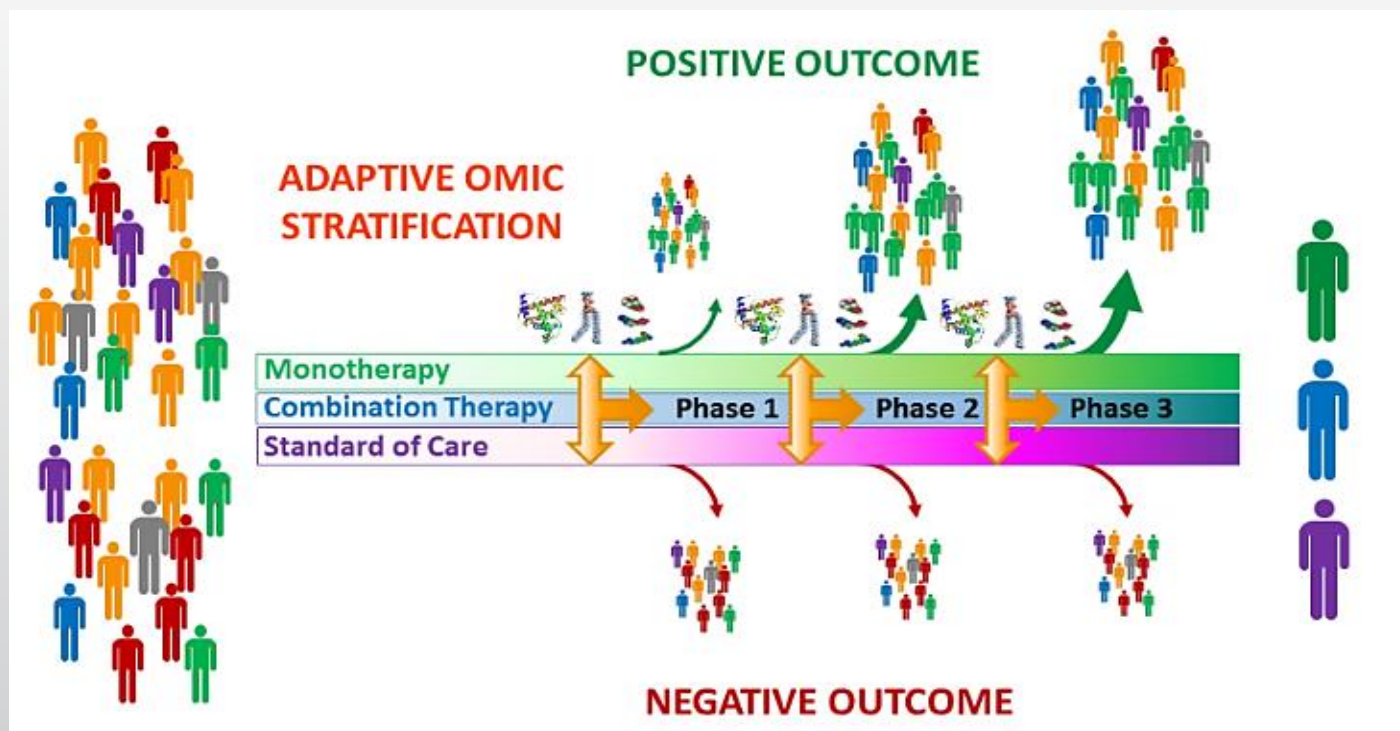 POSITIVE OUTCOME
ADAPTIVE OMIC
STRATIFICATION
Monotherapy
Combination Therapy
Phase 1
Phase 2
Phase 3
Standard of Care
NEGATIVE OUTCOME